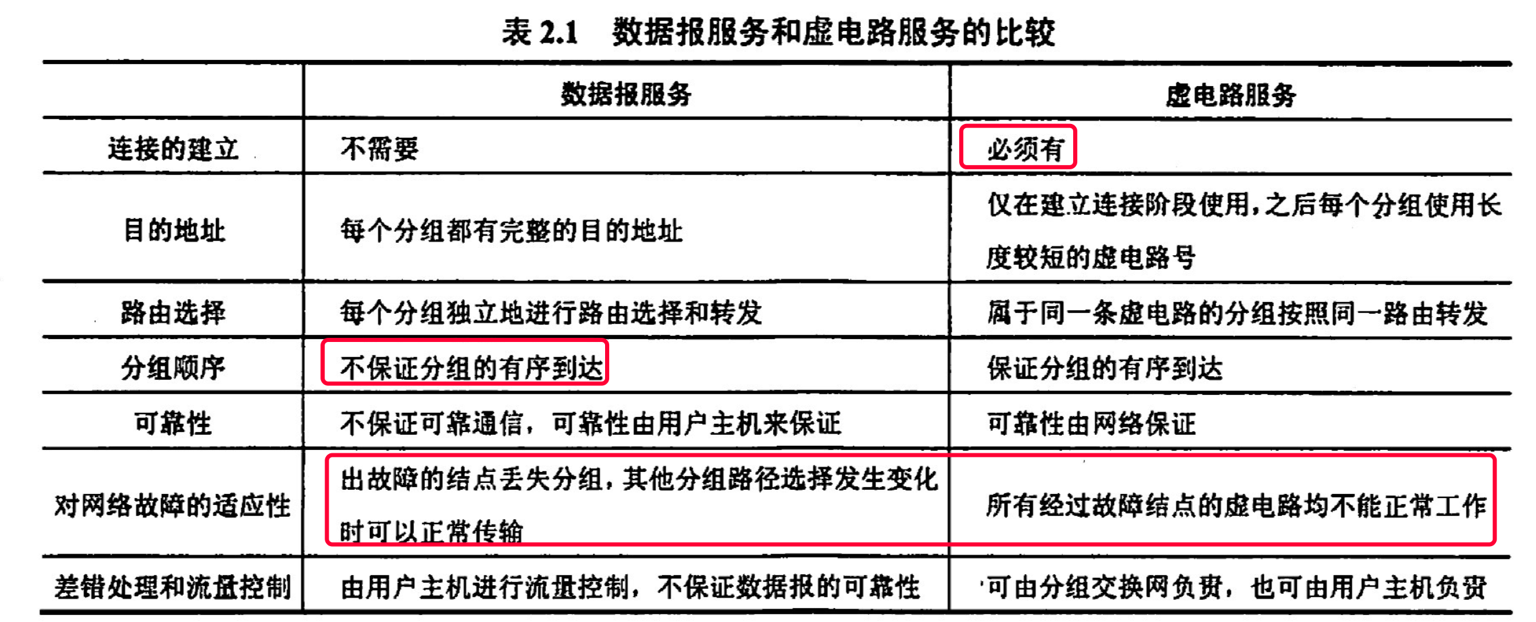 表 2.1 数据报服务和虚电路服务的比较
数据报服务 虚电路服务
连接的建立 不需要 必须有
目的地址 每个分组都有完整的目的地址 仅在建立连接阶段使用，之后每个分组使用长
度较短的虚电路号
路由选择 每个分组独立地进行路由选择和转发 属于同一条虚电路的分组按照同一路由转发
分组顺序 不保证分组的有序到达 保证分组的有序到达
可靠性 不保证可靠通信，可靠性由用户主机来保证 可靠性由网络保证
对网络故障的适应性 出故障的结点丢失分组，其他分组路径选择发生变化
时可以正常传输 所有经过故障结点的虚电路均不能正常工作
差错处理和流量控制 由用户主机进行流量控制，不保证数据报的可靠性 可由分组交换网负责，也可由用户主机负责